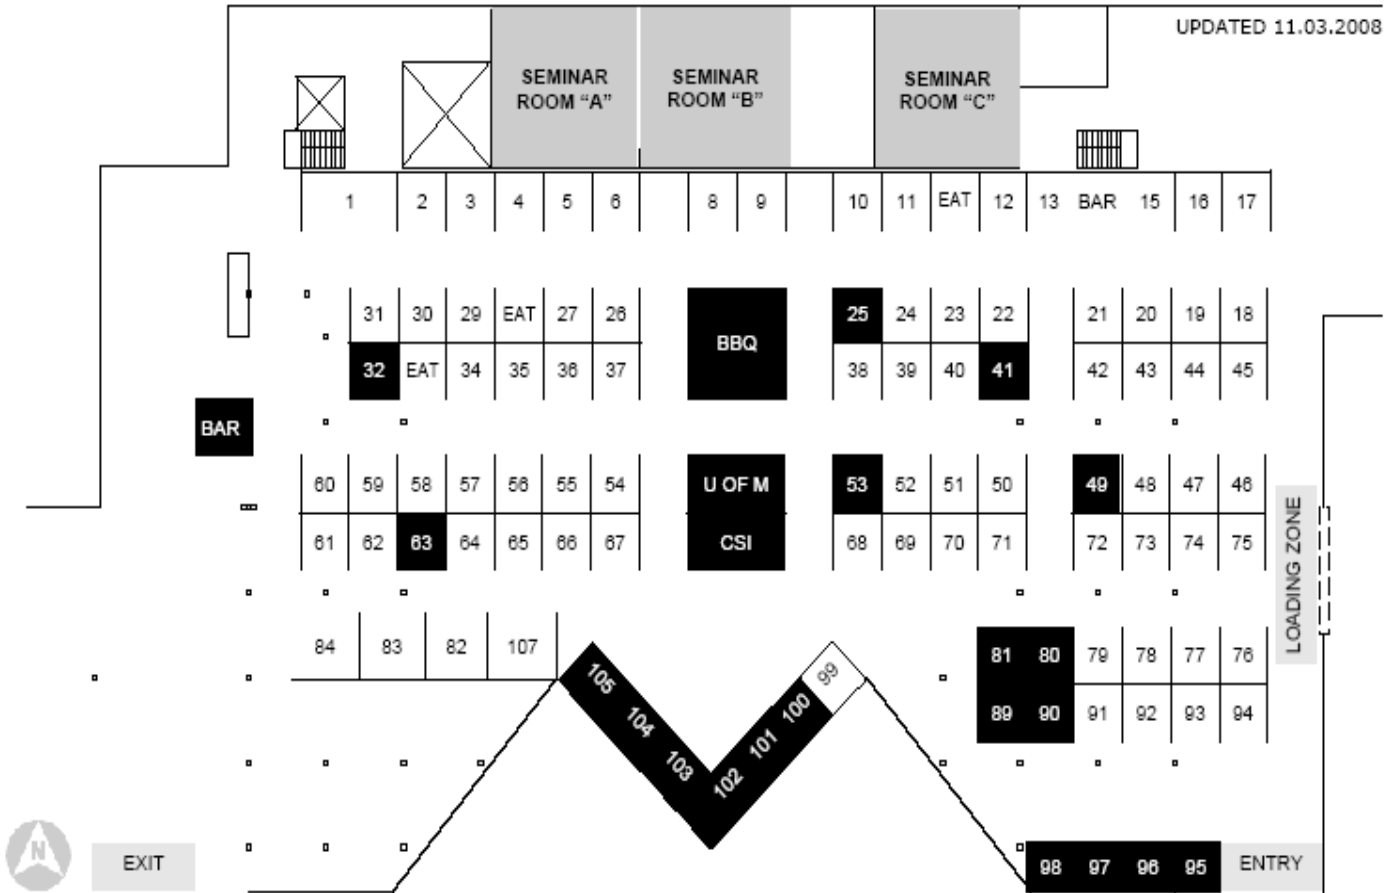 UPDATED 11.03.2008
SEMINAR
ROOM "A"
SEMINAR
ROOM "B"
SEMINAR
ROOM "C"
1 2 3 4 5 6 8 9 10 11 EAT 12 13 BAR 15 16 17
31 30 29 EAT 27 26 25 24 23 22 21 20 19 18
BBQ
32 EAT 34 35 36 37 38 39 40 41 42 43 44 45
BAR
60 59 58 57 56 55 54 U OF M 53 52 51 50 49 48 47 46
61 62 63 64 65 66 67 CSI 68 69 70 71 72 73 74 75
LOADING ZONE
84 83 82 107
81 80 79 78 77 76
89 90 91 92 93 94
105 104 103 102 101 100 99
N
EXIT
98 97 96 95 ENTRY